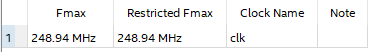 Fmax Restricted Fmax Clock Name Note
1 248.94 MHz 248.94 MHz clk